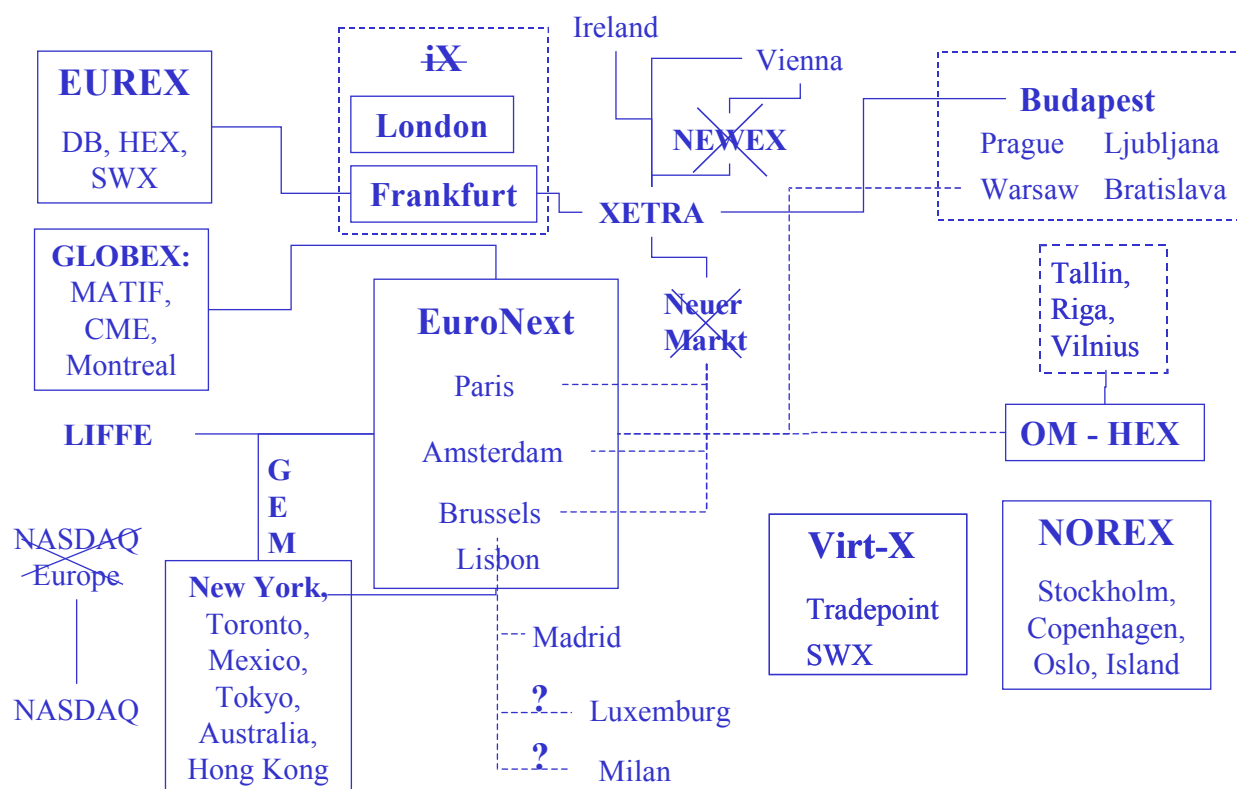 Ireland
iX
EUREX
DB, HEX,
SWX
London
Frankfurt
Vienna
NEWEX
XETRA
Budapest
Prague Ljubljana
Warsaw Bratislava
GLOBEX:
MATIF,
CME,
Montreal
EuroNext
Paris
Amsterdam
Brussels
Lisbon
Neuer
Markt
Tallin,
Riga,
Vilnius
OM - HEX
LIFFE
G
E
M
NASDAQ
Europe
NASDAQ
New York,
Toronto,
Mexico,
Tokyo,
Australia,
Hong Kong
Madrid
?
Luxemburg
?
Milan
Virt-X
Tradepoint
SWX
NOREX
Stockholm,
Copenhagen,
Oslo, Island